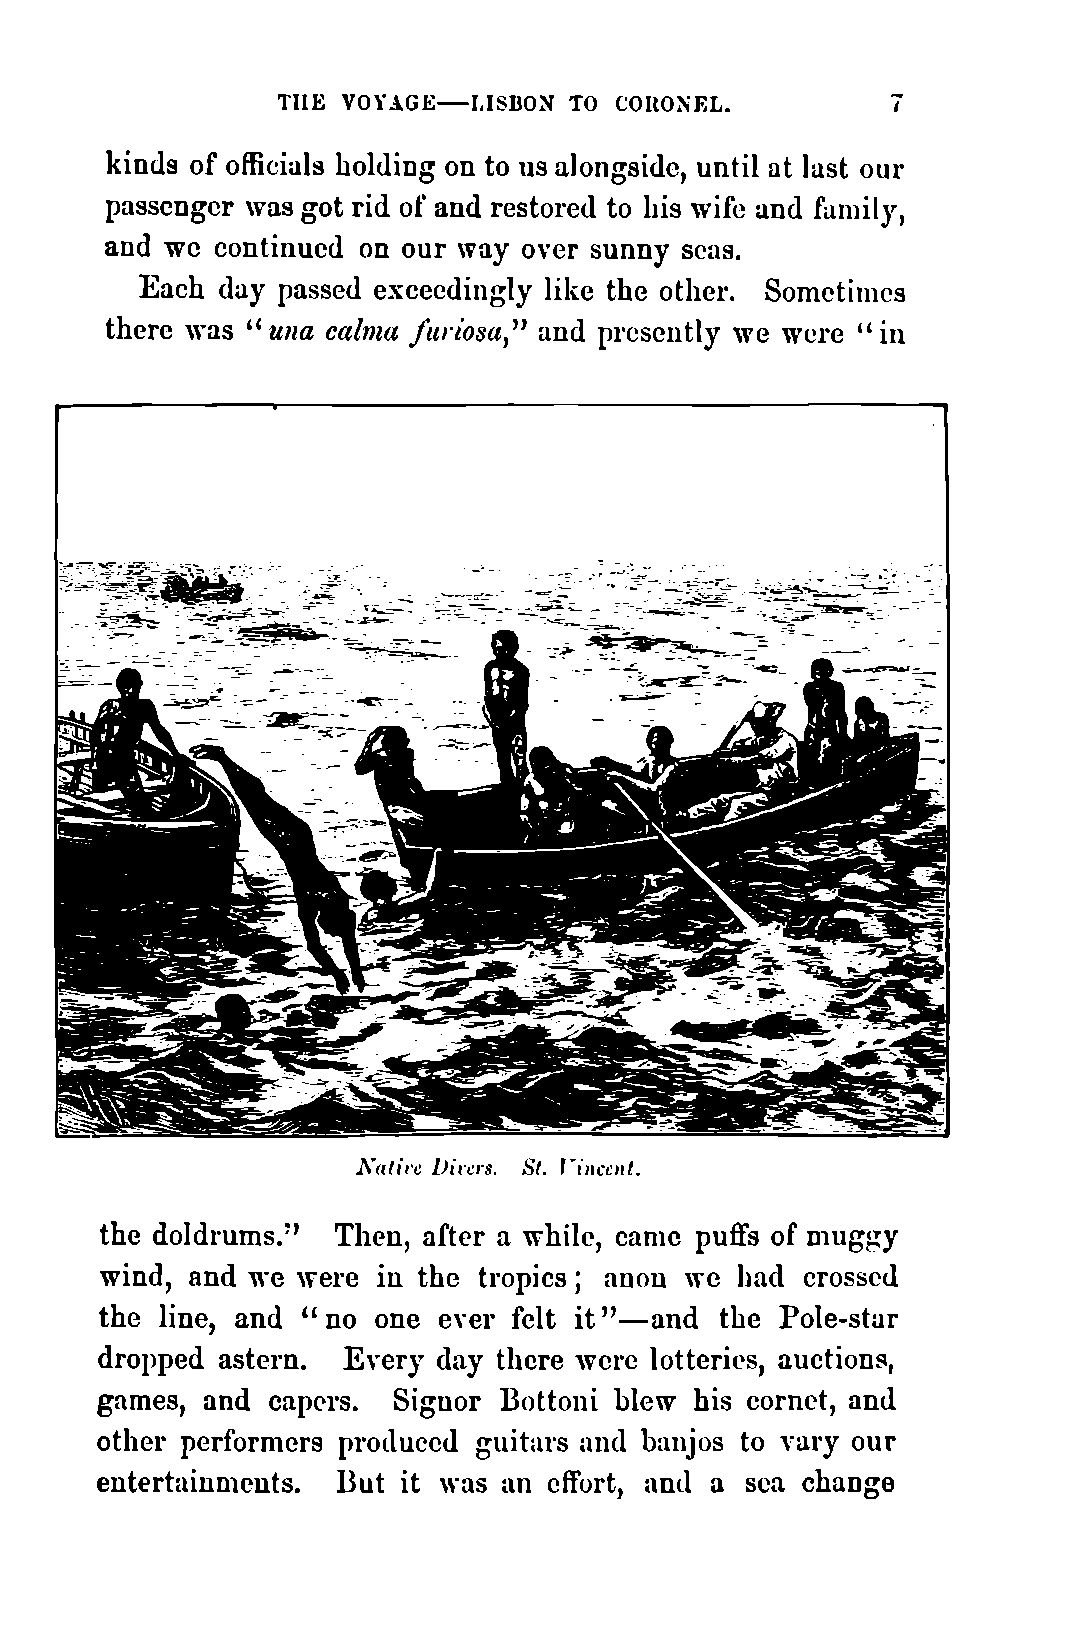 THE VOYAGE—LISBON TO CORONEL. 7
kinds of officials holding on to us alongside, until at last our
passenger was got rid of and restored to his wife and family,
and we continued on our way over sunny seas.
Each day passed exceedingly like the other. Sometimes
there was "una calma furiosa," and presently we were "in
Native Divers. St. Vincent.
the doldrums." Then, after a while, came puffs of muggy
wind, and we were in the tropics; anon we had crossed
the line, and "no one ever felt it"—and the Pole-star
dropped astern. Every day there were lotteries, auctions,
games, and capers. Signor Bottoni blew his cornet, and
other performers produced guitars and banjos to vary our
entertainments. But it was an effort, and a sea change